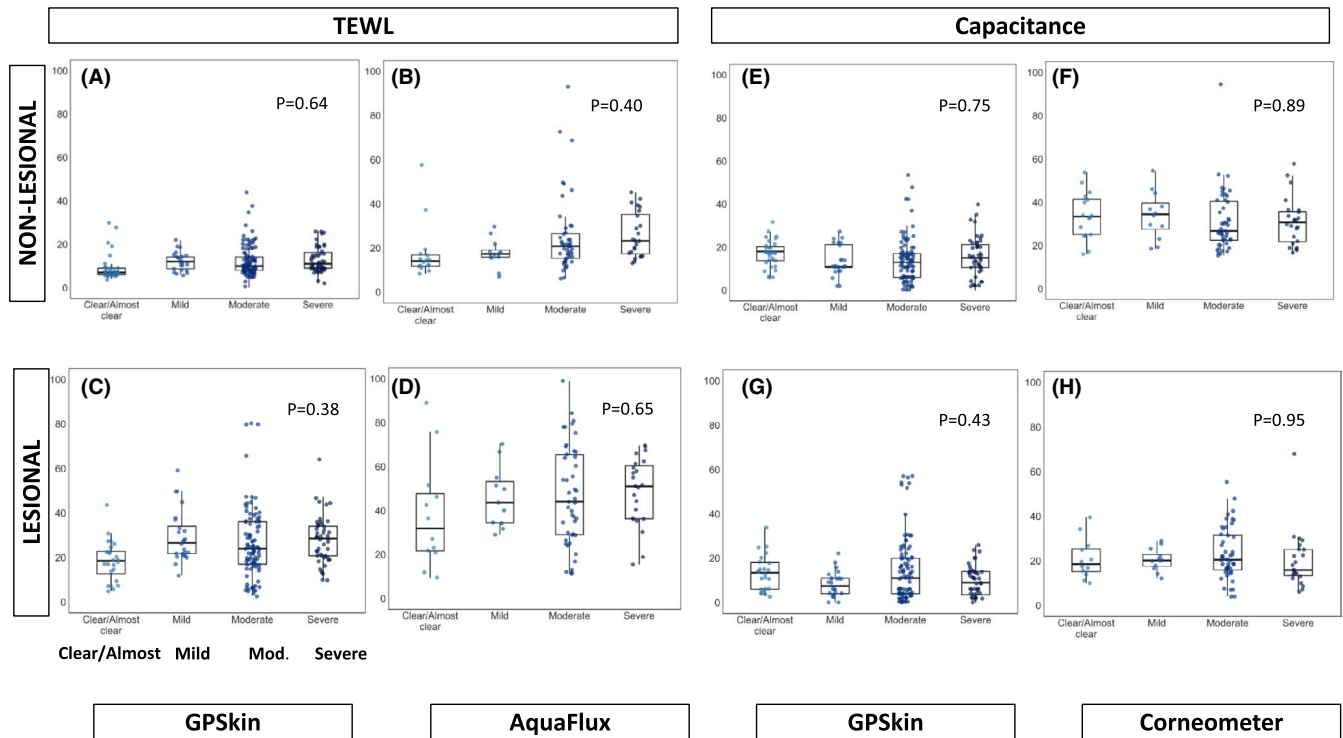 TEWL
Capacitance
NON-LESIONAL
(A)
P=0.64
100
80
60
40
20
0
Clear/Almost
clear
Mild
Moderate
Severe
(B)
P=0.40
100
80
60
40
20
0
Clear/Almost
clear
Mild
Moderate
Severe
(E)
P=0.75
100
80
60
40
20
0
Clear/Almost
clear
Mild
Moderate
Severe
(F)
P=0.89
100
80
60
40
20
0
Clear/Almost
clear
Mild
Moderate
Severe
LESIONAL
(C)
P=0.38
100
80
60
40
20
0
Clear/Almost
clear
Mild
Moderate
Severe
Clear/Almost Mild Mod. Severe
(D)
P=0.65
100
80
60
40
20
0
Clear/Almost
clear
Mild
Moderate
Severe
(G)
P=0.43
100
80
60
40
20
0
Clear/Almost
clear
Mild
Moderate
Severe
(H)
P=0.95
100
80
60
40
20
0
Clear/Almost
clear
Mild
Moderate
Severe
GPSkin
AquaFlux
GPSkin
Corneometer